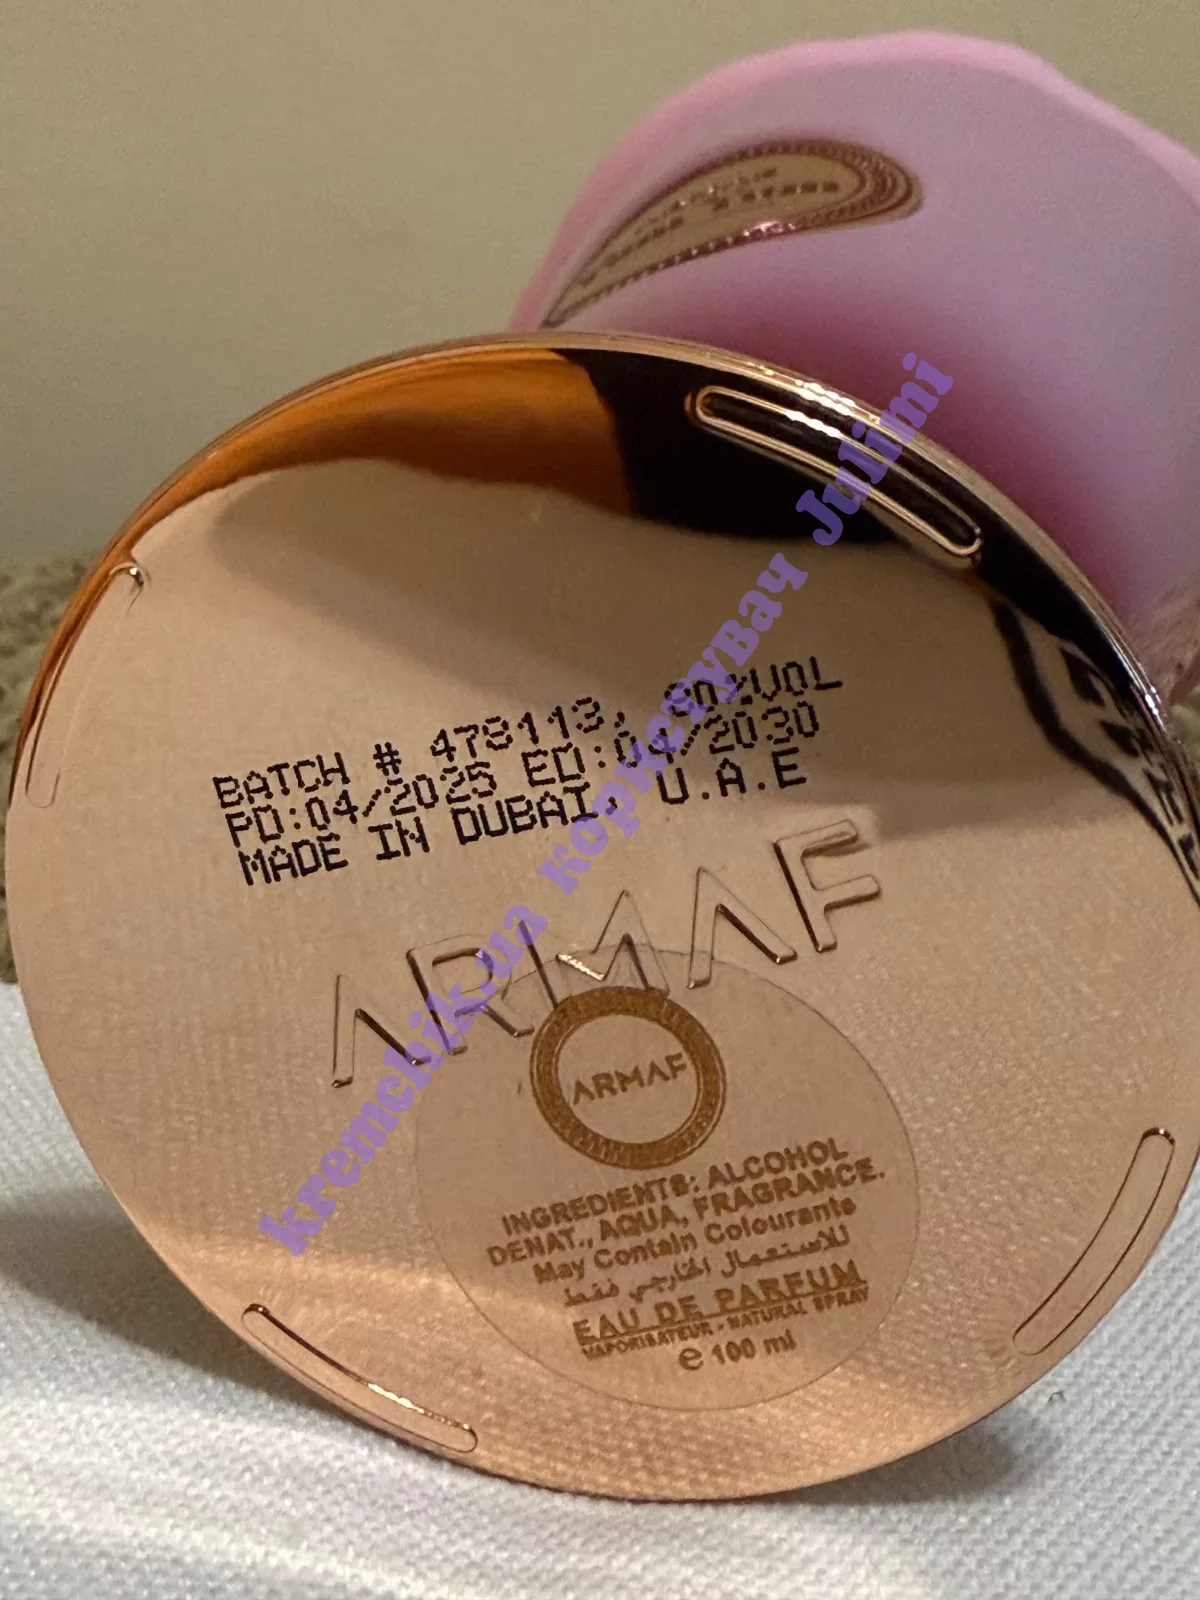 BATCH # 478113, 80%VOL
PD:04/2025 ED:04/2030
MADE IN DUBAI, U.A.E
ARMAF
ARMAF
INGREDIENTS: ALCOHOL
DENAT., AQUA, FRAGRANCE.
May Contain Colourants
للاستعمال الخارجي فقط
EAU DE PARFUM
VAPORISATEUR - NATURAL SPRAY
e 100 ml
kremchik.ua користувач Julimi